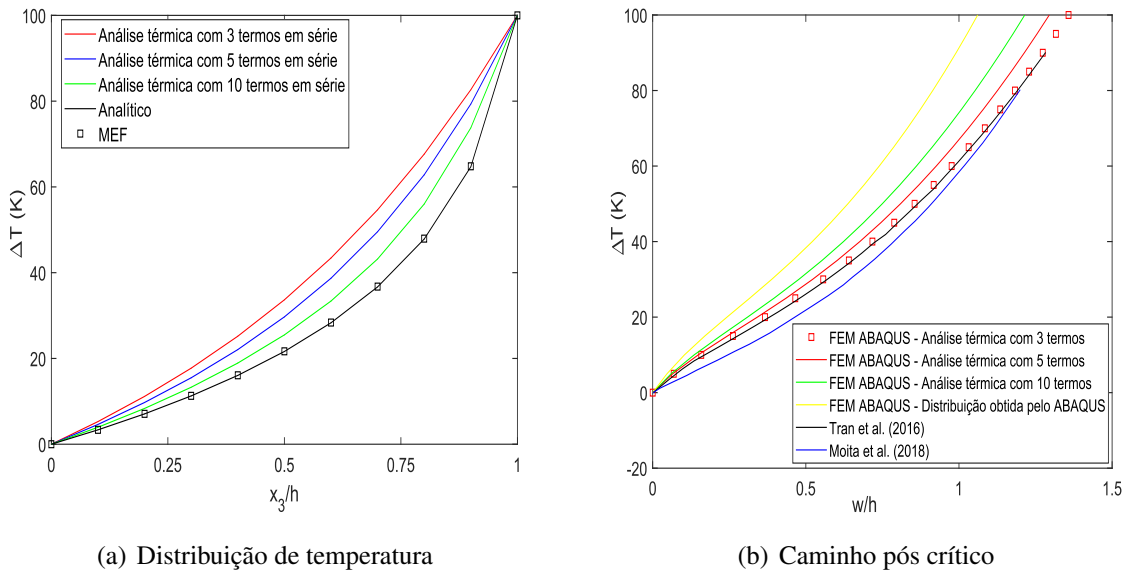 100
80
60
40
20
0
ΔT (K)
0
0.25
0.5
0.75
1
x3/h
Análise térmica com 3 termos em série
Análise térmica com 5 termos em série
Análise térmica com 10 termos em série
Analítico
MEF
(a) Distribuição de temperatura
100
80
60
40
20
0
-20
ΔT (K)
0
0.5
1
1.5
w/h
FEM ABAQUS - Análise térmica com 3 termos
FEM ABAQUS - Análise térmica com 5 termos
FEM ABAQUS - Análise térmica com 10 termos
FEM ABAQUS - Distribuição obtida pelo ABAQUS
Tran et al. (2016)
Moita et al. (2018)
(b) Caminho pós crítico